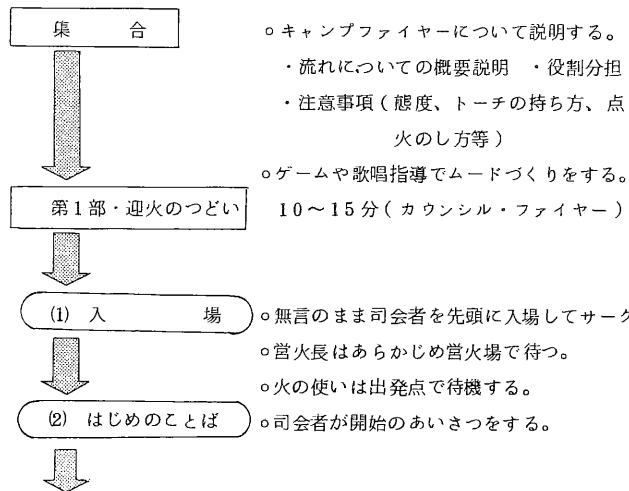 集合
○キャンプファイヤーについて説明する。
・流れについての概要説明 ・役割分担
・注意事項(態度、トーチの持ち方、点
火のし方等)
○ゲームや歌唱指導でムードづくりをする。
第1部・迎火のつどい
10~15分(カウンシル・ファイヤー)
(1) 入場
○無言のまま司会者を先頭に入場してサーク
○営火長はあらかじめ営火場で待つ。
○火の使いは出発点で待機する。
(2) はじめのことば
○司会者が開始のあいさつをする。